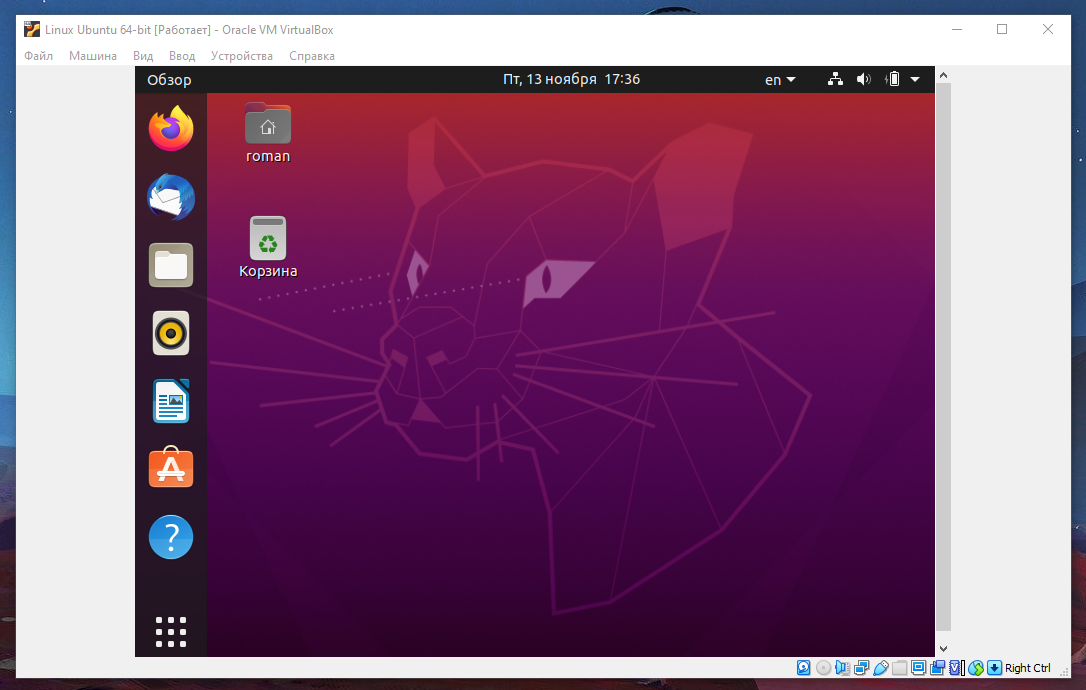 Linux Ubuntu 64-bit [Работает] - Oracle VM VirtualBox
Файл Машина Вид Ввод Устройства Справка
Обзор Пт, 13 ноября 17:36 en
roman
Корзина
Right Ctrl